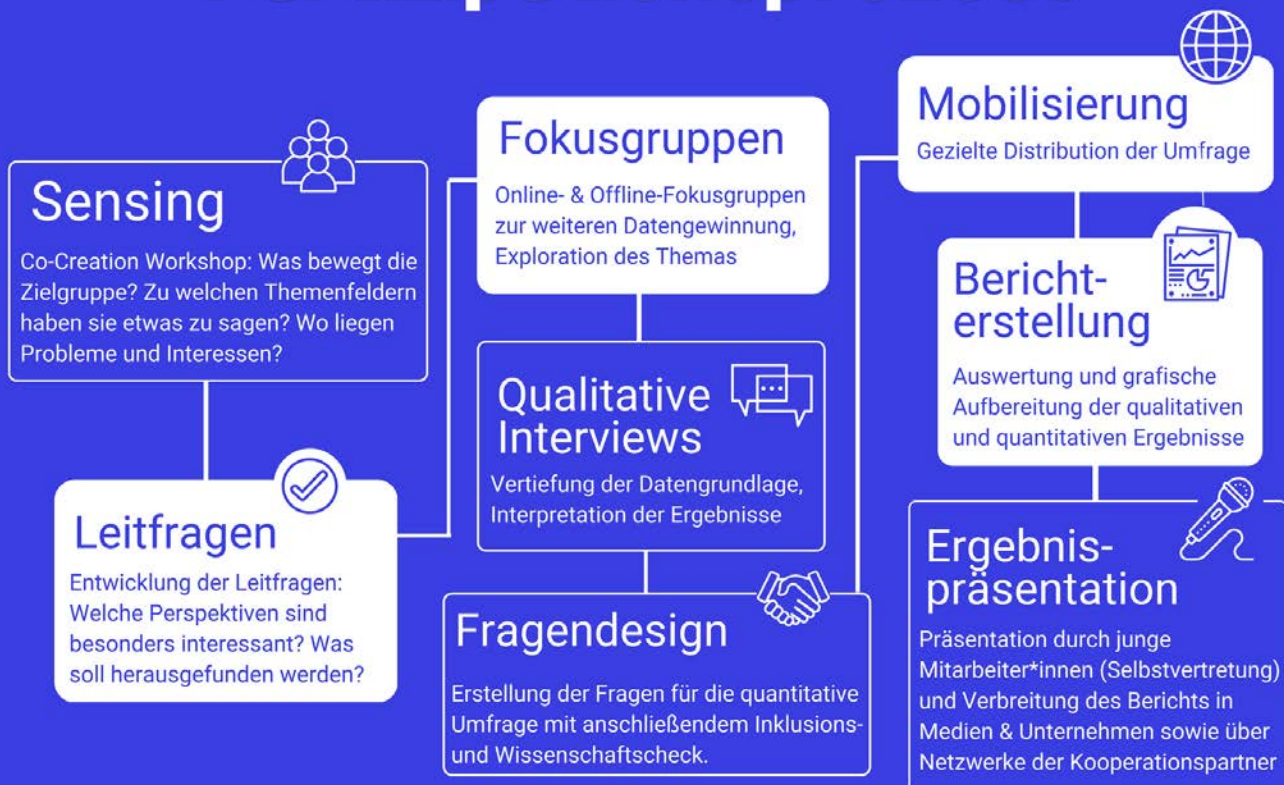 Sensing
Co-Creation Workshop: Was bewegt die
Zielgruppe? Zu welchen Themenfeldern
haben sie etwas zu sagen? Wo liegen
Probleme und Interessen?
Leitfragen
Entwicklung der Leitfragen:
Welche Perspektiven sind
besonders interessant? Was
soll herausgefunden werden?
Fokusgruppen
Online- & Offline-Fokusgruppen
zur weiteren Datengewinnung,
Exploration des Themas
Qualitative
Interviews
Vertiefung der Datengrundlage,
Interpretation der Ergebnisse
Fragendesign
Erstellung der Fragen für die quantitative
Umfrage mit anschließendem Inklusions-
und Wissenschaftscheck.
Mobilisierung
Gezielte Distribution der Umfrage
Bericht-
erstellung
Auswertung und grafische
Aufbereitung der qualitativen
und quantitativen Ergebnisse
Ergebnis-
präsentation
Präsentation durch junge
Mitarbeiter*innen (Selbstvertretung)
und Verbreitung des Berichts in
Medien & Unternehmen sowie über
Netzwerke der Kooperationspartner